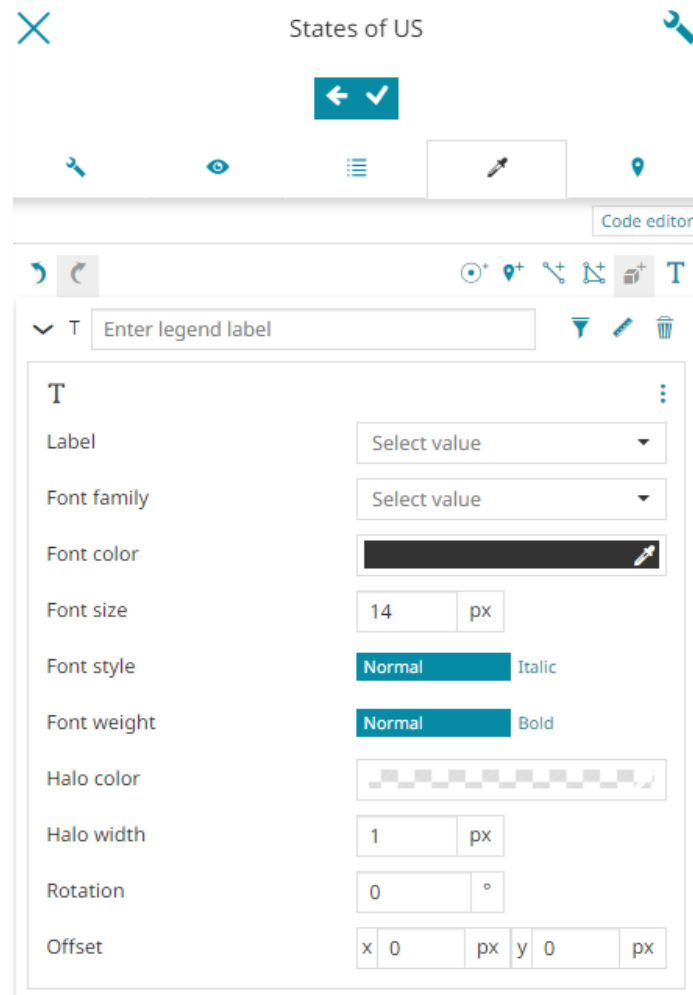 States of US
Code editor
T
T Enter legend label
T
Label Select value
Font family Select value
Font color
Font size 14 px
Font style Normal Italic
Font weight Normal Bold
Halo color
Halo width 1 px
Rotation 0 °
Offset x 0 px y 0 px